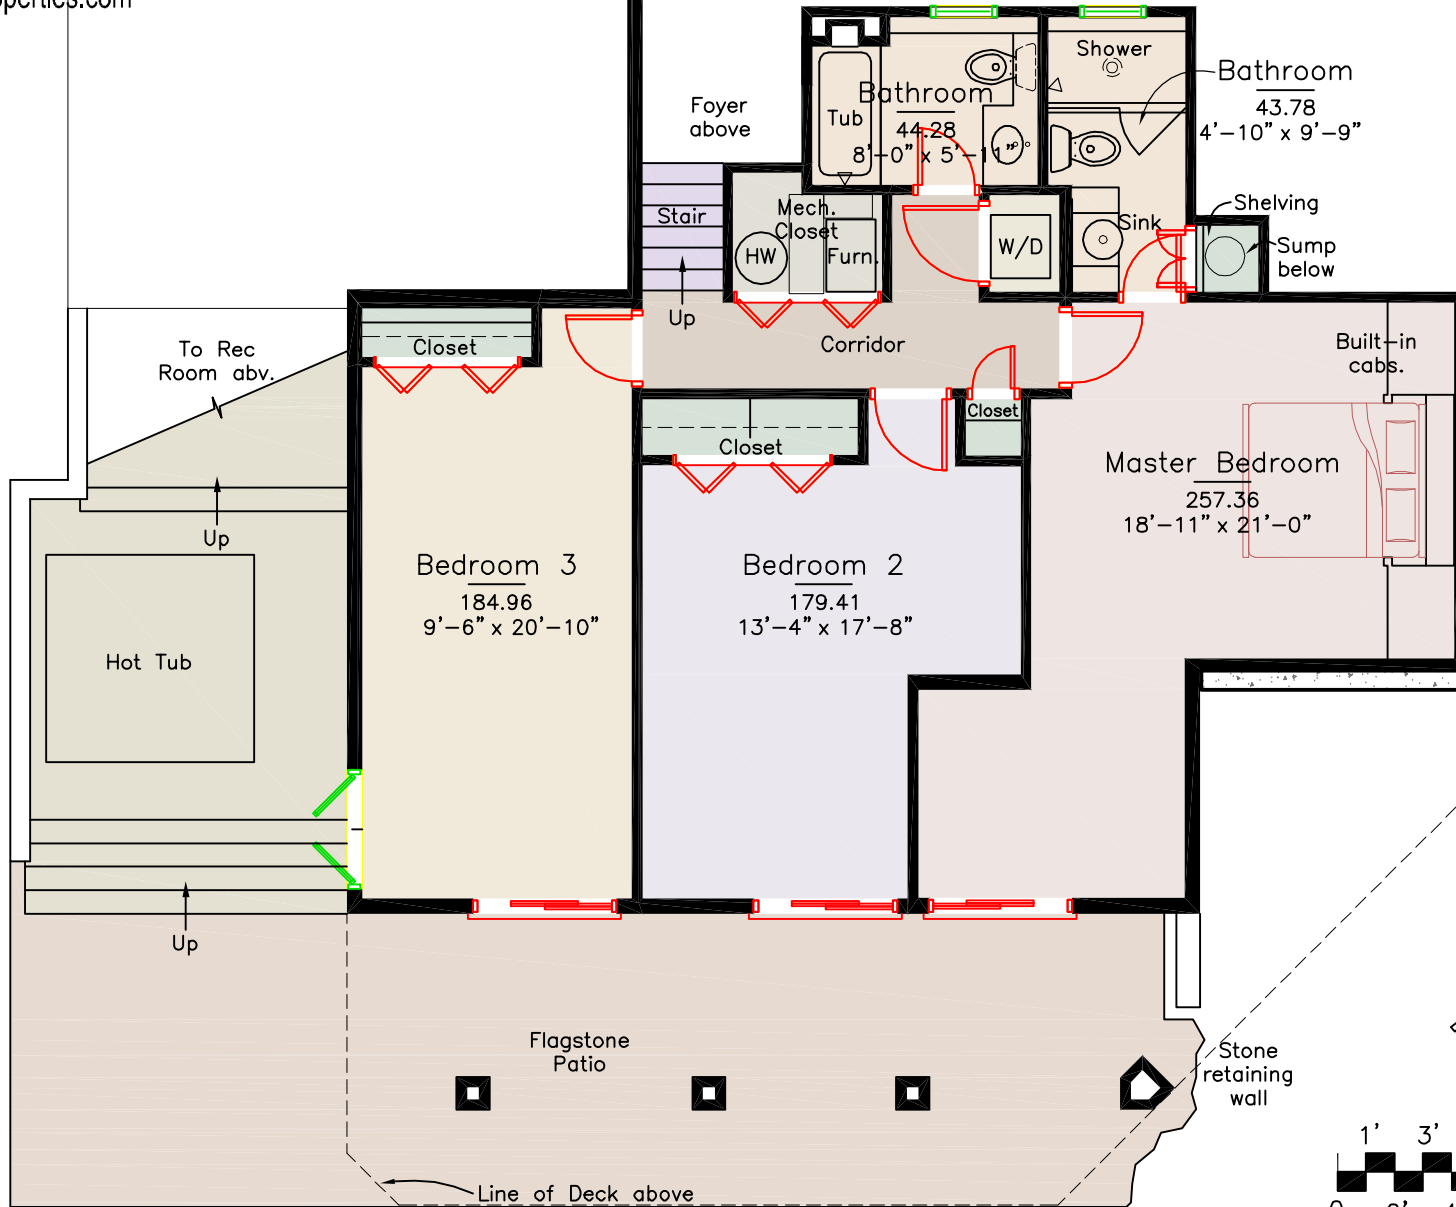 operties.com
Foyer
above
Bathroom
44.28
8'-0" x 5'-11"
Tub
Shower
Bathroom
43.78
4'-10" x 9'-9"
Shelving
Sump
below
Sink
Stair
Up
Mech.
Closet
HW
Furn.
W/D
Corridor
Closet
To Rec
Room abv.
Up
Built-in
cabs.
Closet
Closet
Master Bedroom
257.36
18'-11" x 21'-0"
Bedroom 3
184.96
9'-6" x 20'-10"
Bedroom 2
179.41
13'-4" x 17'-8"
Hot Tub
Up
Flagstone
Patio
Stone
retaining
wall
Line of Deck above
1' 3'